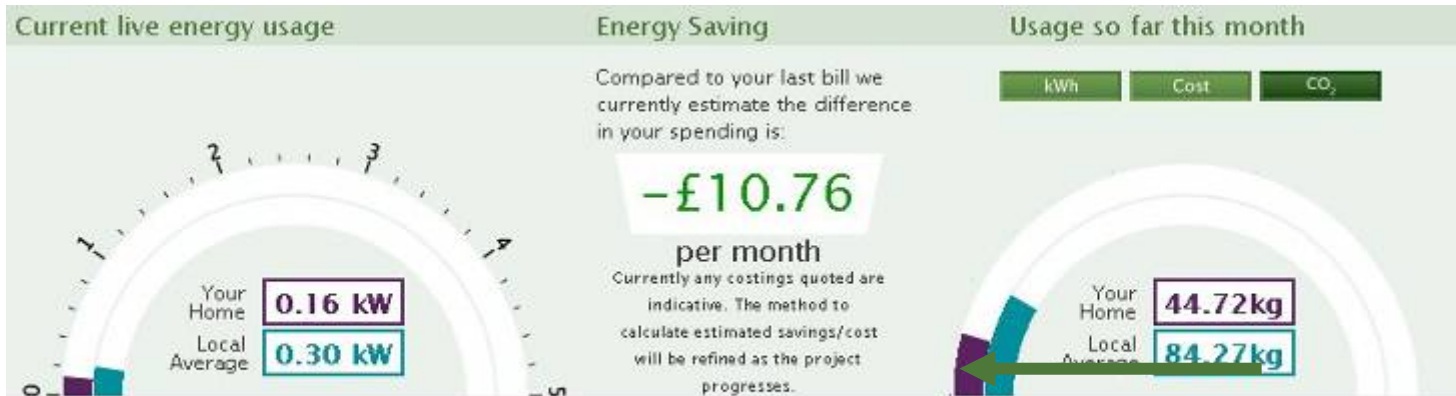 Current live energy usage
Energy Saving
Usage so far this month
Compared to your last bill we
currently estimate the difference
in your spending is:
-£10.76
per month
Currently any costings quoted are
indicative. The method to
calculate estimated savings/cost
will be refined as the project
progresses.
0
1
2
3
4
5
Your
Home
0.16 kW
Local
Average
0.30 kW
kWh
Cost
CO₂
Your
Home
44.72kg
Local
Average
84.27kg